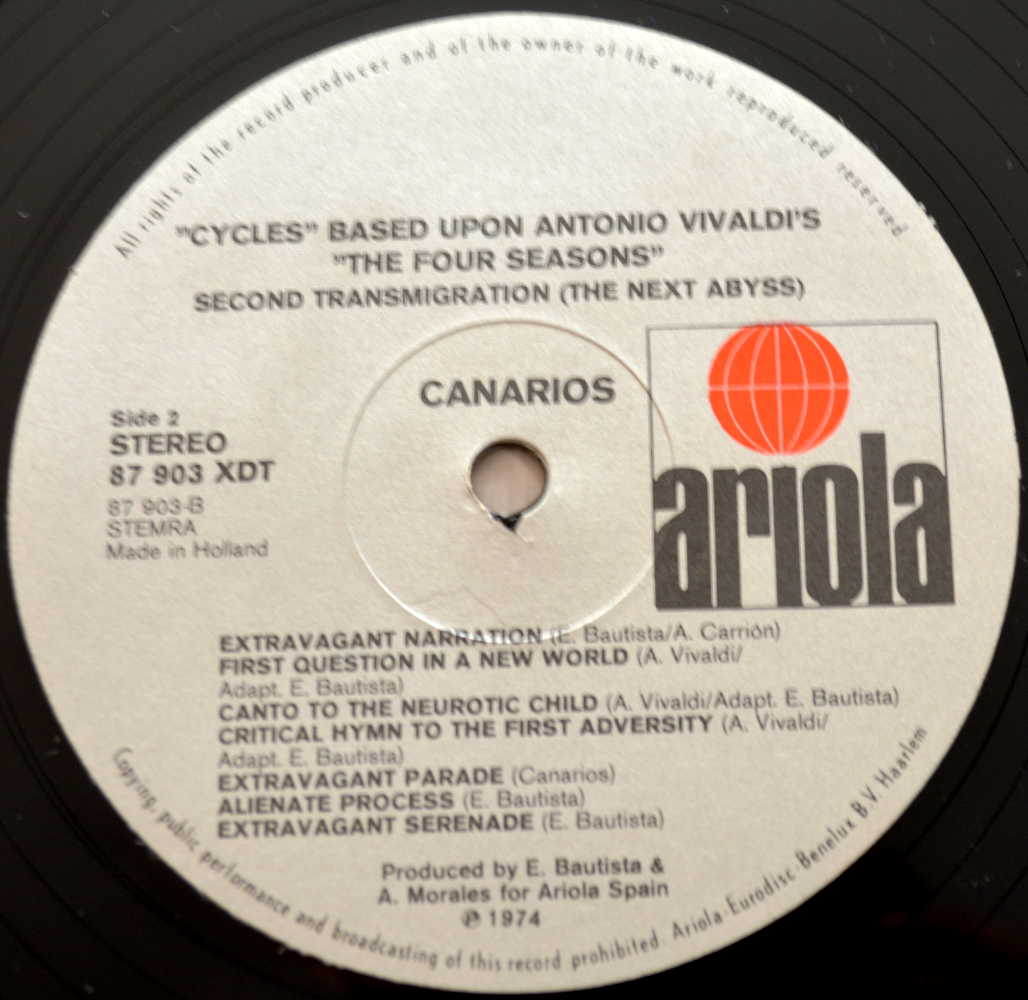 All rights of the record producer and of the owner of the work reproduced reserved
"CYCLES" BASED UPON ANTONIO VIVALDI'S
"THE FOUR SEASONS"
SECOND TRANSMIGRATION (THE NEXT ABYSS)
CANARIOS
Side 2
STEREO
87 903 XDT
87 903-B
STEMRA
Made in Holland
ariola
EXTRAVAGANT NARRATION (E. Bautista/A. Carrión)
FIRST QUESTION IN A NEW WORLD (A. Vivaldi/
Adapt. E. Bautista)
CANTO TO THE NEUROTIC CHILD (A. Vivaldi/Adapt. E. Bautista)
CRITICAL HYMN TO THE FIRST ADVERSITY (A. Vivaldi/
Adapt. E. Bautista)
EXTRAVAGANT PARADE (Canarios)
ALIENATE PROCESS (E. Bautista)
EXTRAVAGANT SERENADE (E. Bautista)
Produced by E. Bautista &
A. Morales for Ariola Spain
℗ 1974
Copying, public performance and broadcasting of this record prohibited. Ariola Eurodisc Benelux B.V. Haarlem